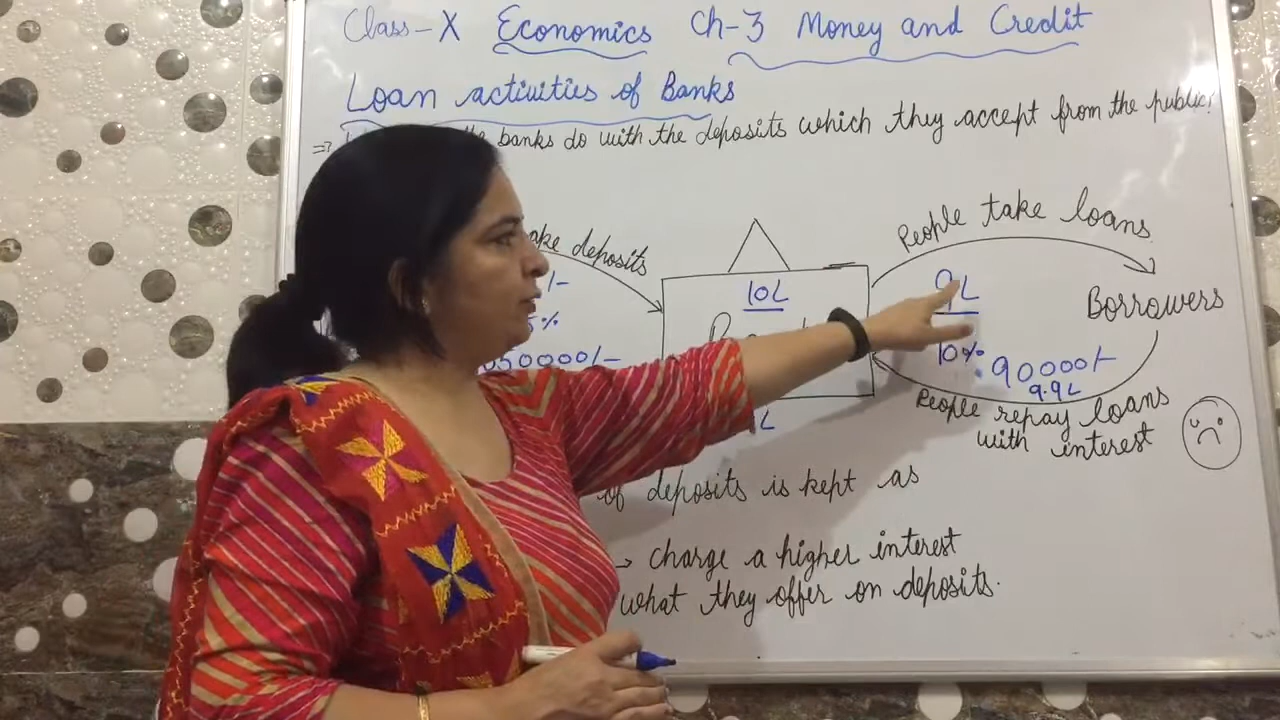 Class-X Economics Ch-3 Money and Credit
Loan activities of Banks
⇒ banks do with the deposits which they accept from the public?
deposits
People take loans
/-
10L
9L
5%
Borrowers
50000/-
10%
: 90000/-
9.9L
L
People repay loans
with interest
of deposits is kept as
→ charge a higher interest
what they offer on deposits.